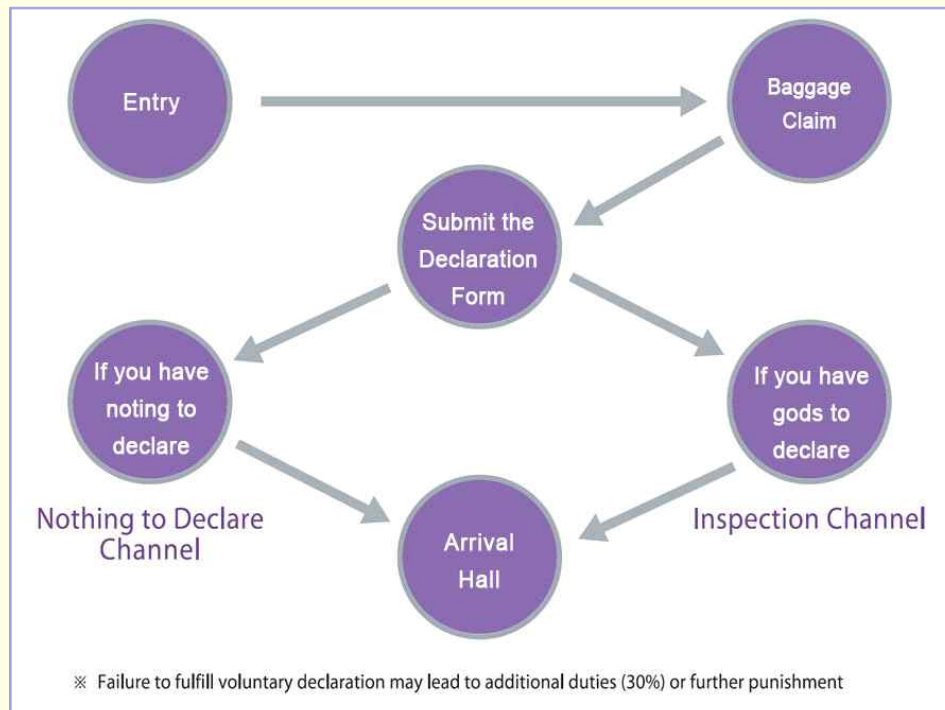 Entry
Baggage
Claim
Submit the
Declaration
Form
If you have
noting to
declare
If you have
gods to
declare
Nothing to Declare
Channel
Inspection Channel
Arrival
Hall
※ Failure to fulfill voluntary declaration may lead to additional duties (30%) or further punishment